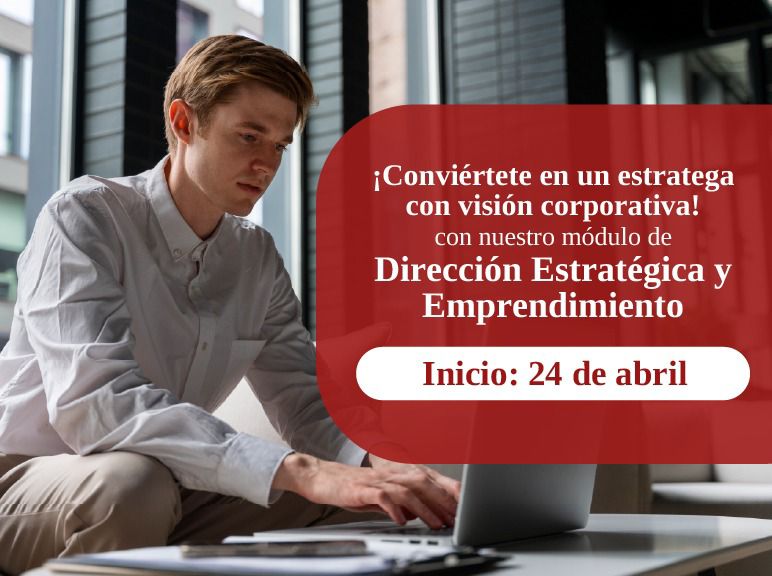 ¡Conviértete en un estratega
con visión corporativa!
con nuestro módulo de
Dirección Estratégica y
Emprendimiento
Inicio: 24 de abril